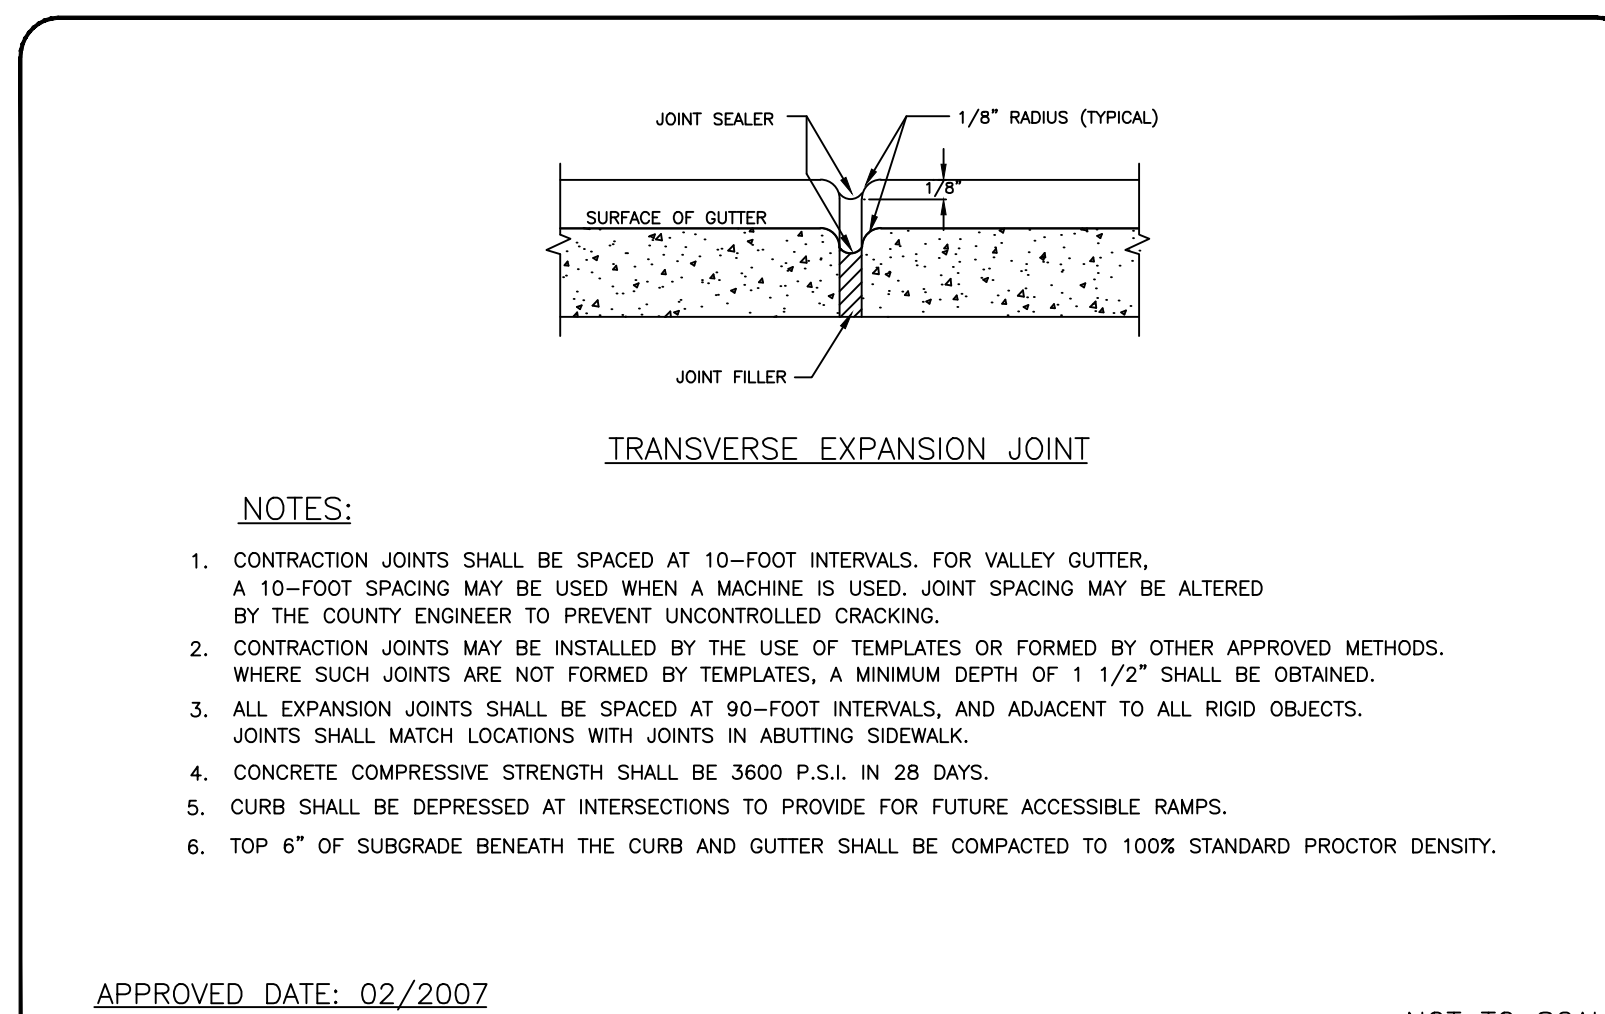 JOINT SEALER
1/8" RADIUS (TYPICAL)
1/8"
SURFACE OF GUTTER
JOINT FILLER
TRANSVERSE EXPANSION JOINT
NOTES:
1. CONTRACTION JOINTS SHALL BE SPACED AT 10-FOOT INTERVALS. FOR VALLEY GUTTER,
A 10-FOOT SPACING MAY BE USED WHEN A MACHINE IS USED. JOINT SPACING MAY BE ALTERED
BY THE COUNTY ENGINEER TO PREVENT UNCONTROLLED CRACKING.
2. CONTRACTION JOINTS MAY BE INSTALLED BY THE USE OF TEMPLATES OR FORMED BY OTHER APPROVED METHODS.
WHERE SUCH JOINTS ARE NOT FORMED BY TEMPLATES, A MINIMUM DEPTH OF 1 1/2" SHALL BE OBTAINED.
3. ALL EXPANSION JOINTS SHALL BE SPACED AT 90-FOOT INTERVALS, AND ADJACENT TO ALL RIGID OBJECTS.
JOINTS SHALL MATCH LOCATIONS WITH JOINTS IN ABUTTING SIDEWALK.
4. CONCRETE COMPRESSIVE STRENGTH SHALL BE 3600 P.S.I. IN 28 DAYS.
5. CURB SHALL BE DEPRESSED AT INTERSECTIONS TO PROVIDE FOR FUTURE ACCESSIBLE RAMPS.
6. TOP 6" OF SUBGRADE BENEATH THE CURB AND GUTTER SHALL BE COMPACTED TO 100% STANDARD PROCTOR DENSITY.
APPROVED DATE: 02/2007
NOT TO